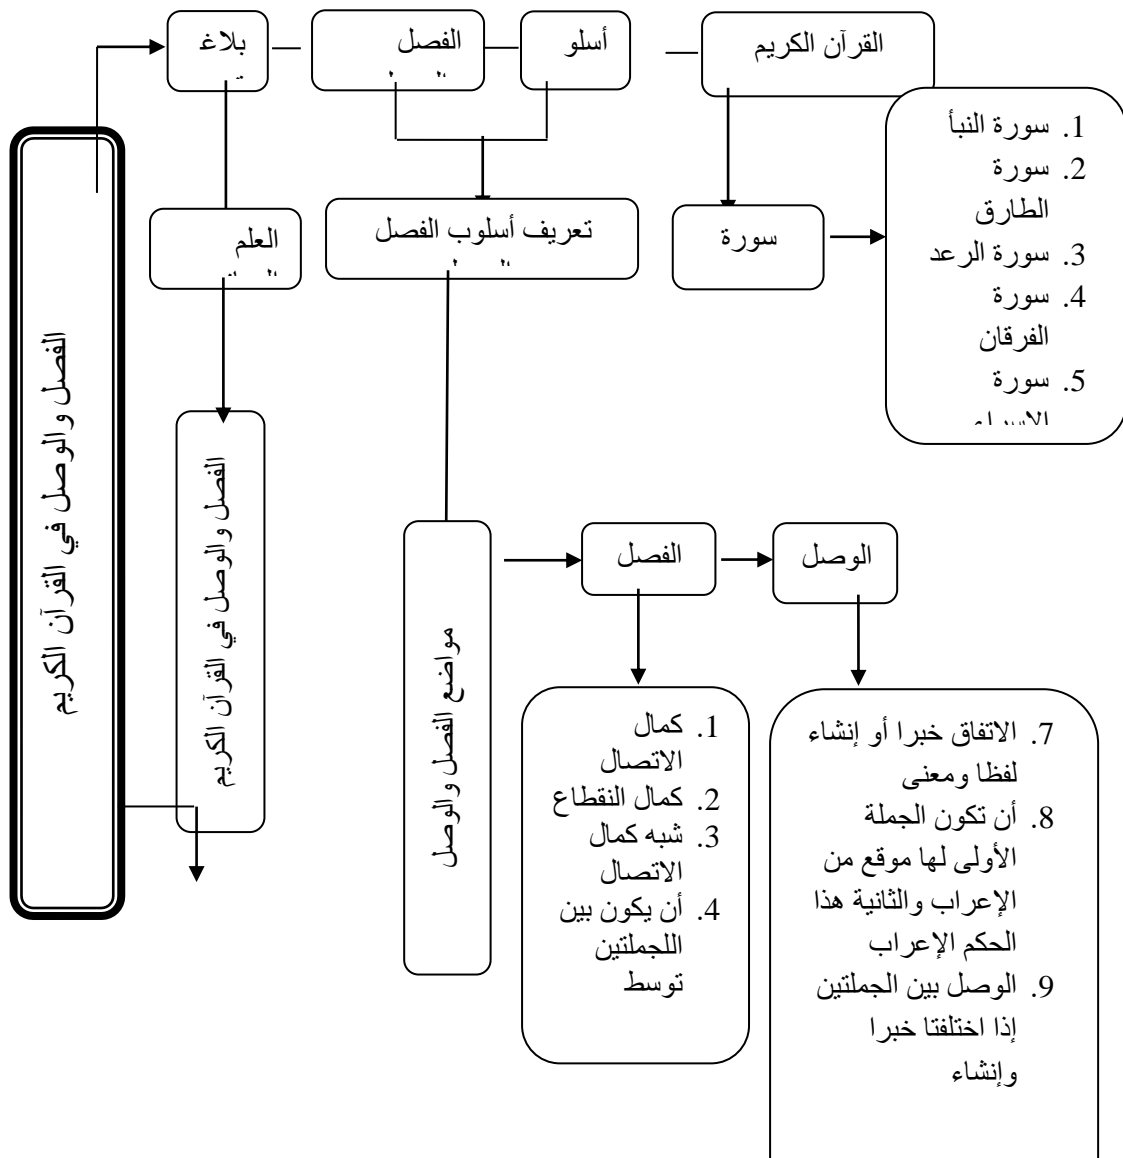 بلاغ
الفصل
أسلو
القرآن الكريم
1. سورة النبأ
2. سورة
الطارق
3. سورة الرعد
4. سورة
الفرقان
5. سورة
سورة
تعريف أسلوب الفصل
العلم
الفصل والوصل في القرآن الكريم
الفصل والوصل في القرآن الكريم
مواضع الفصل والوصل
الفصل
الوصل
1. كمال
الاتصال
2. كمال النقطاع
3. شبه كمال
الاتصال
4. أن يكون بين
اللجملتين
توسط
7. الاتفاق خبرا أو إنشاء
لفظا ومعنى
8. أن تكون الجملة
الأولى لها موقع من
الإعراب والثانية هذا
الحكم الإعراب
9. الوصل بين الجملتين
إذا اختلفتا خبرا
وإنشاء